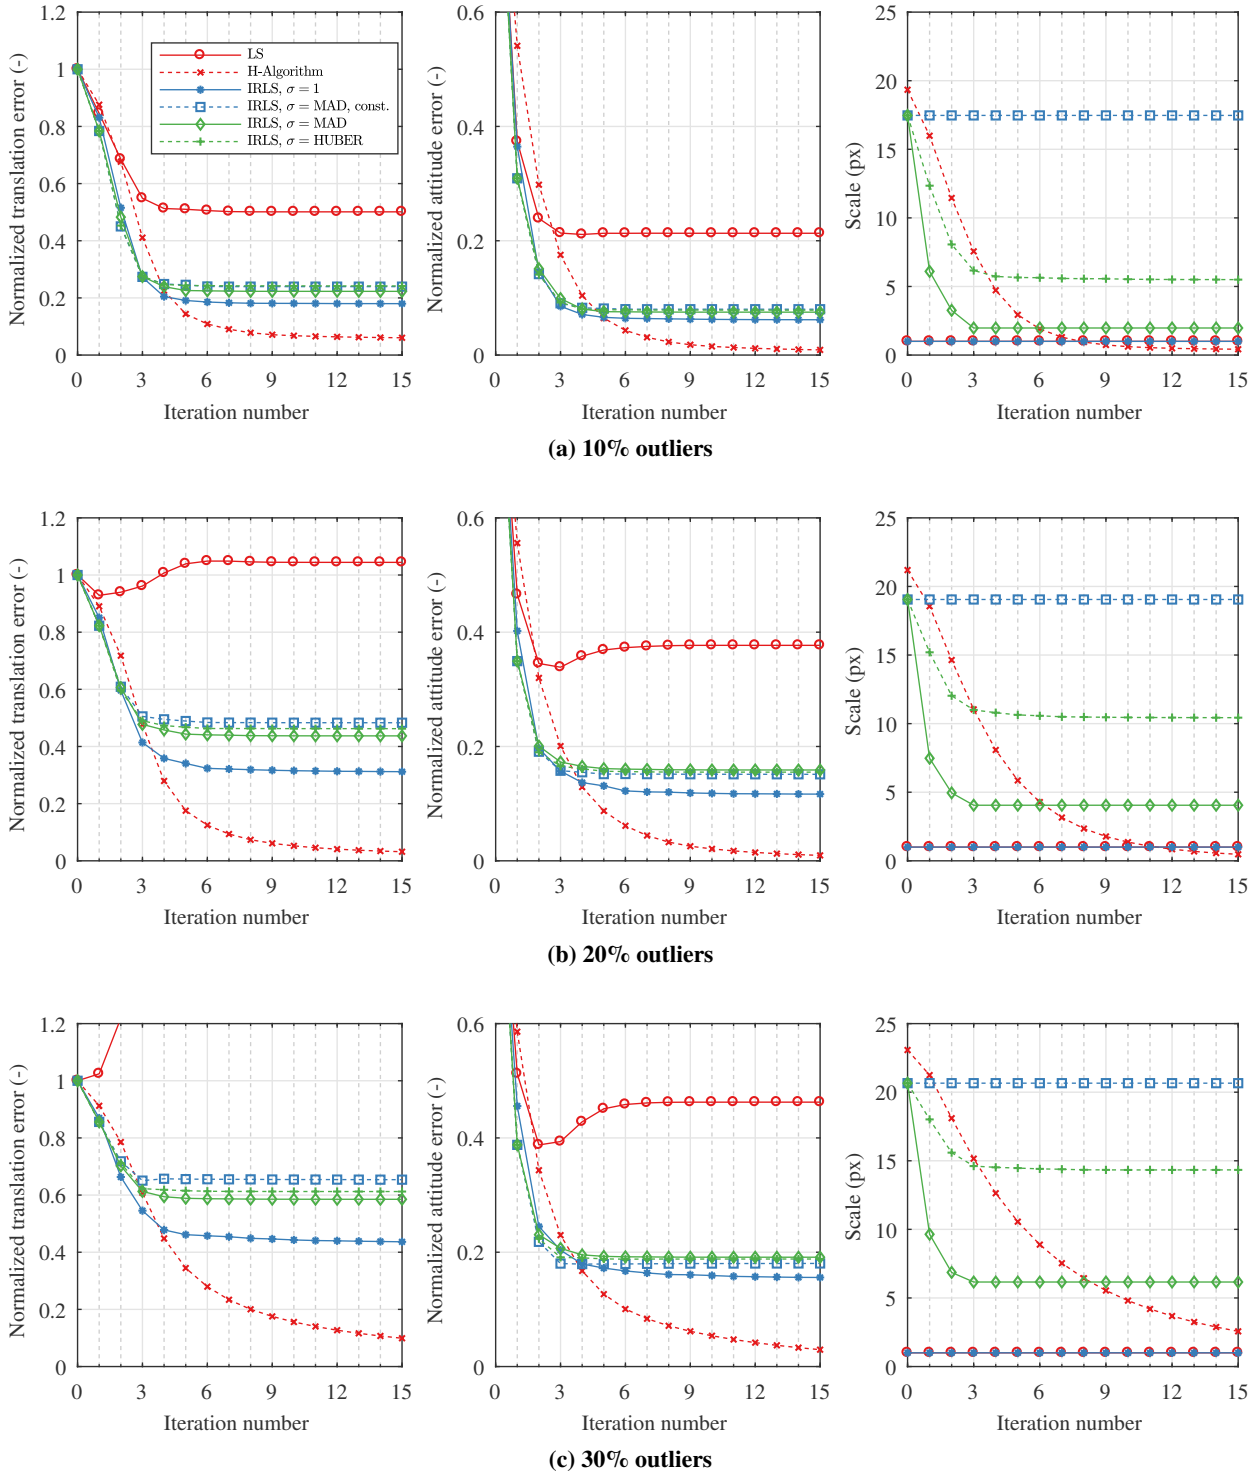 Normalized translation error (-)
1.2
1
0.8
0.6
0.4
0.2
0
0 3 6 9 12 15
Iteration number
LS
H-Algorithm
IRLS, σ = 1
IRLS, σ = MAD, const.
IRLS, σ = MAD
IRLS, σ = HUBER
Normalized attitude error (-)
0.6
0.4
0.2
0
0 3 6 9 12 15
Iteration number
Scale (px)
25
20
15
10
5
0
0 3 6 9 12 15
Iteration number
(a) 10% outliers
Normalized translation error (-)
1.2
1
0.8
0.6
0.4
0.2
0
0 3 6 9 12 15
Iteration number
Normalized attitude error (-)
0.6
0.4
0.2
0
0 3 6 9 12 15
Iteration number
Scale (px)
25
20
15
10
5
0
0 3 6 9 12 15
Iteration number
(b) 20% outliers
Normalized translation error (-)
1.2
1
0.8
0.6
0.4
0.2
0
0 3 6 9 12 15
Iteration number
Normalized attitude error (-)
0.6
0.4
0.2
0
0 3 6 9 12 15
Iteration number
Scale (px)
25
20
15
10
5
0
0 3 6 9 12 15
Iteration number
(c) 30% outliers